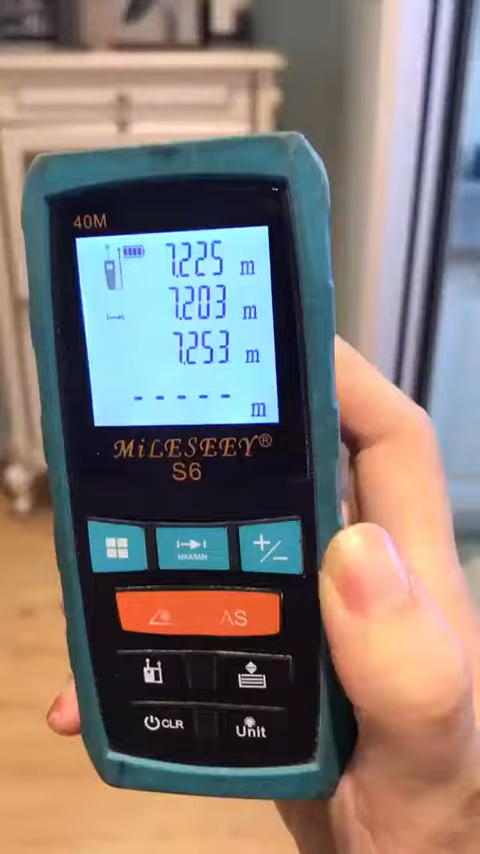 40M
7.225 m
7.203 m
7.253 m
----- m
MiLESEEY®
S6
MAX/MIN
+/−
AS
CLR
Unit